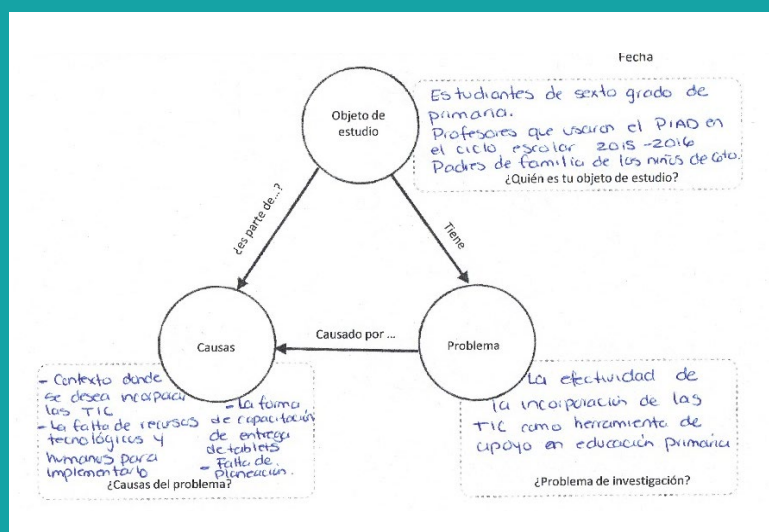 Fecha
Objeto de
estudio
Estudiantes de sexto grado de
primaria.
Profesores que usaron el PIAD en
el ciclo escolar 2015-2016
Padres de familia de los niños de 6to.
¿Quién es tu objeto de estudio?
¿es parte de...?
Tiene
Causas
Causado por ...
Problema
- Contexto donde
se desea incorporar
las TIC
- La falta de recursos
tecnológicos y
humanos para
implementarlo
- La forma
de capacitación
de entrega
de tablets
- Falta de
planeación.
¿Causas del problema?
La efectividad de
la incorporación de las
TIC como herramienta de
apoyo en educación primaria
¿Problema de investigación?